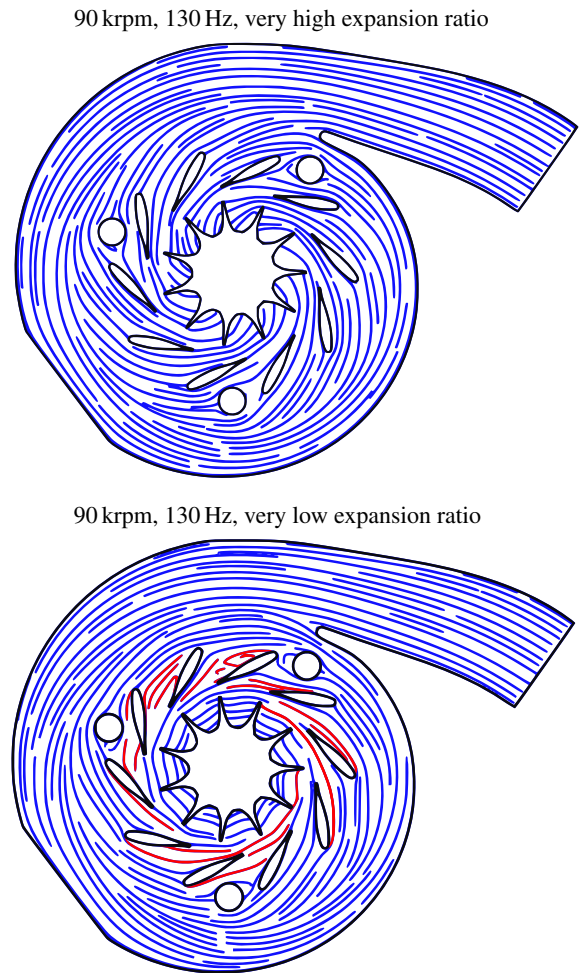 90 krpm, 130 Hz, very high expansion ratio
90 krpm, 130 Hz, very low expansion ratio